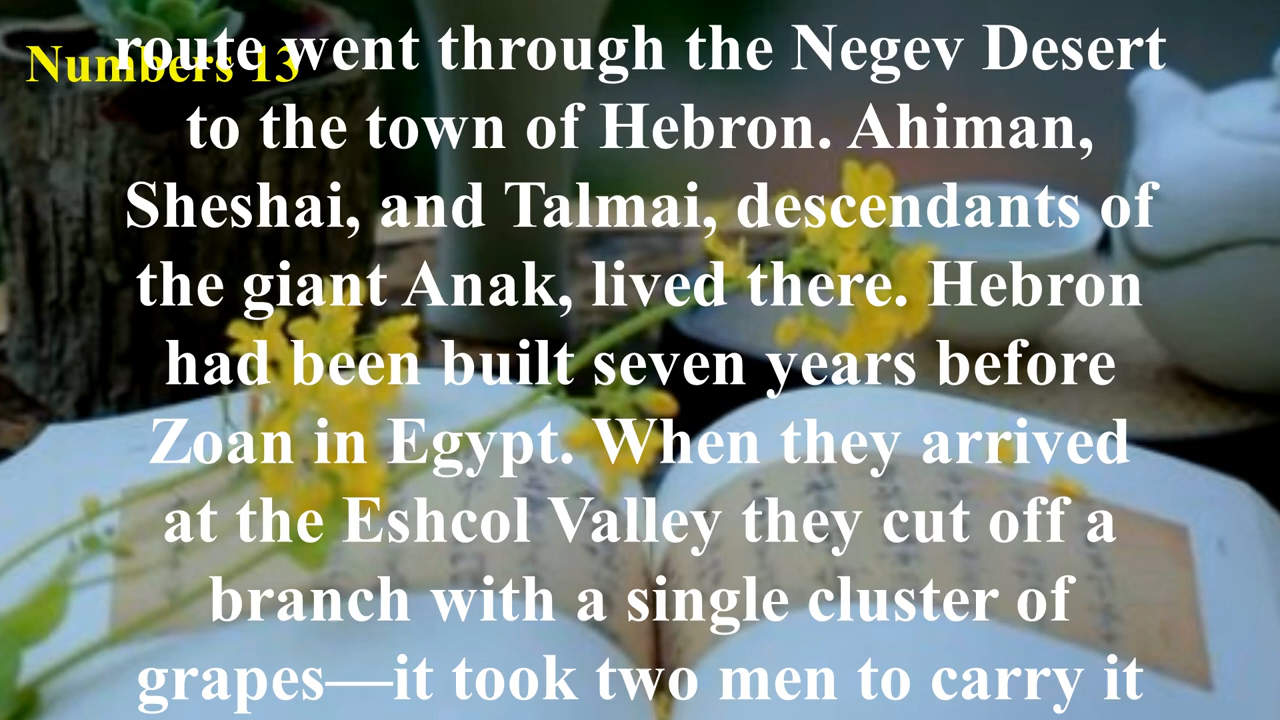 Numbers 13
route went through the Negev Desert
to the town of Hebron. Ahiman,
Sheshai, and Talmai, descendants of
the giant Anak, lived there. Hebron
had been built seven years before
Zoan in Egypt. When they arrived
at the Eshcol Valley they cut off a
branch with a single cluster of
grapes—it took two men to carry it